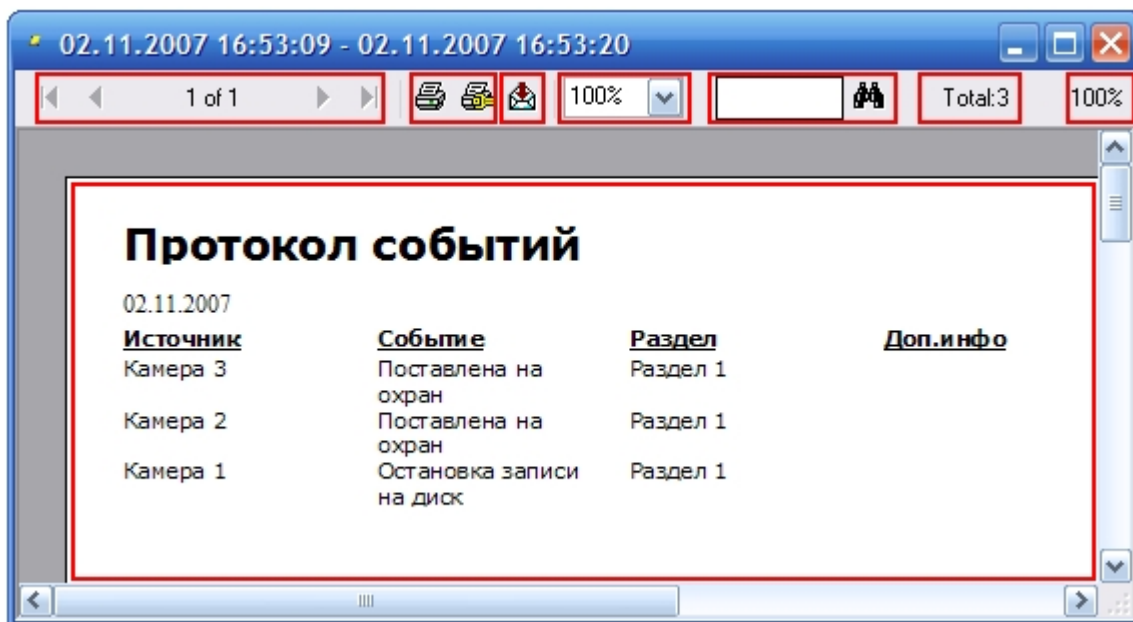 02.11.2007 16:53:09 - 02.11.2007 16:53:20
1 of 1 100% Total:3 100%
Протокол событий
02.11.2007
Источник Событие Раздел Доп.инфо
Камера 3 Поставлена на Раздел 1
охран
Камера 2 Поставлена на Раздел 1
охран
Камера 1 Остановка записи Раздел 1
на диск